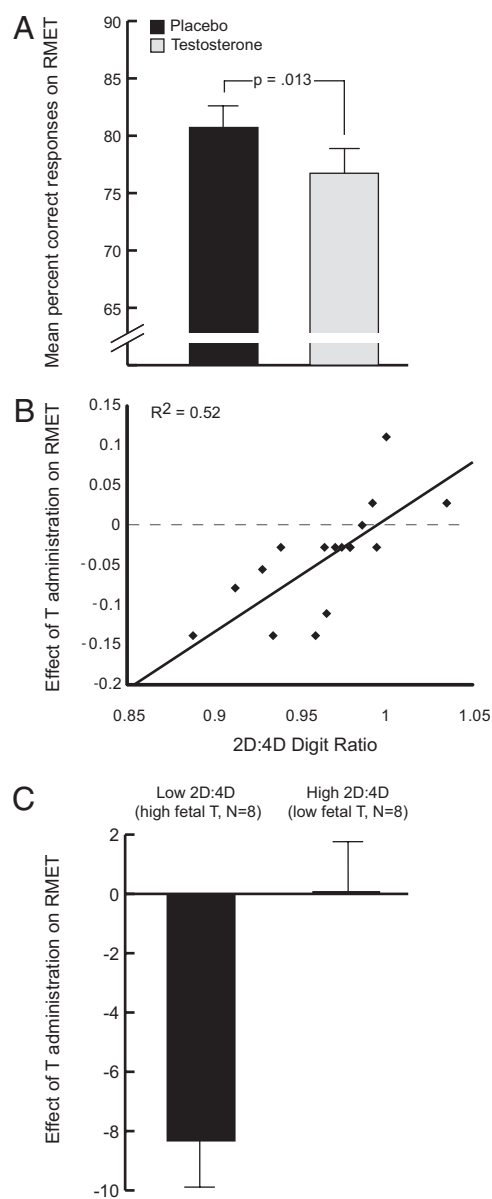 A
Placebo
Testosterone
Mean percent correct responses on RMET
90
85
80
75
70
65
p = .013
B
R2 = 0.52
Effect of T administration on RMET
0.15
0.1
0.05
0
-0.05
-0.1
-0.15
-0.2
0.85
0.9
0.95
1
1.05
2D:4D Digit Ratio
C
Low 2D:4D
(high fetal T, N=8)
High 2D:4D
(low fetal T, N=8)
Effect of T administration on RMET
2
0
-2
-4
-6
-8
-10